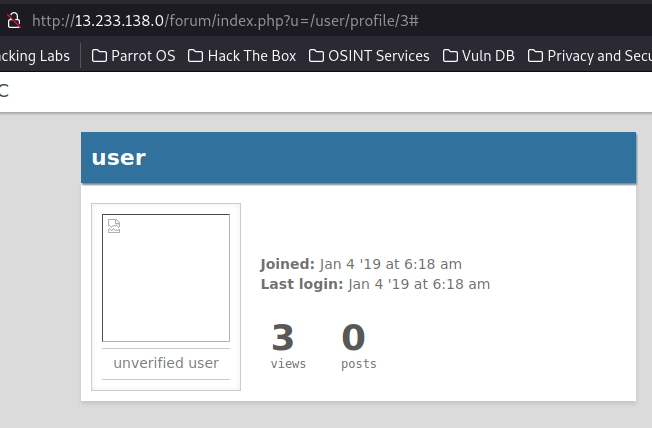 http://13.233.138.0/forum/index.php?u=/user/profile/3#
acking Labs Parrot OS Hack The Box OSINT Services Vuln DB Privacy and Secu
C
user
Joined: Jan 4 '19 at 6:18 am
Last login: Jan 4 '19 at 6:18 am
3 0
views posts
unverified user